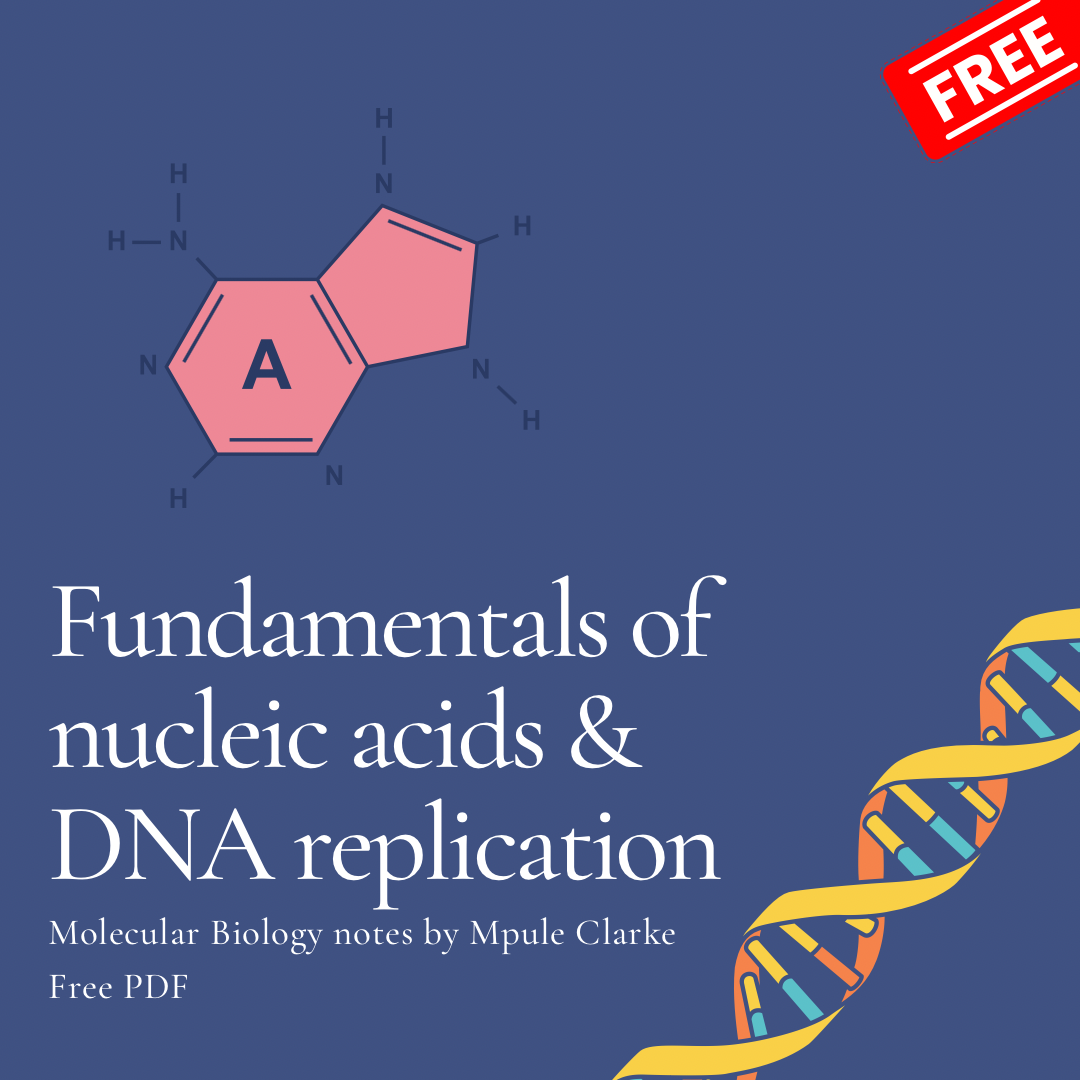 FREE
H
N
H
H
H N
N
A
N
H
N
H
Fundamentals of
nucleic acids &
DNA replication
Molecular Biology notes by Mpule Clarke
Free PDF